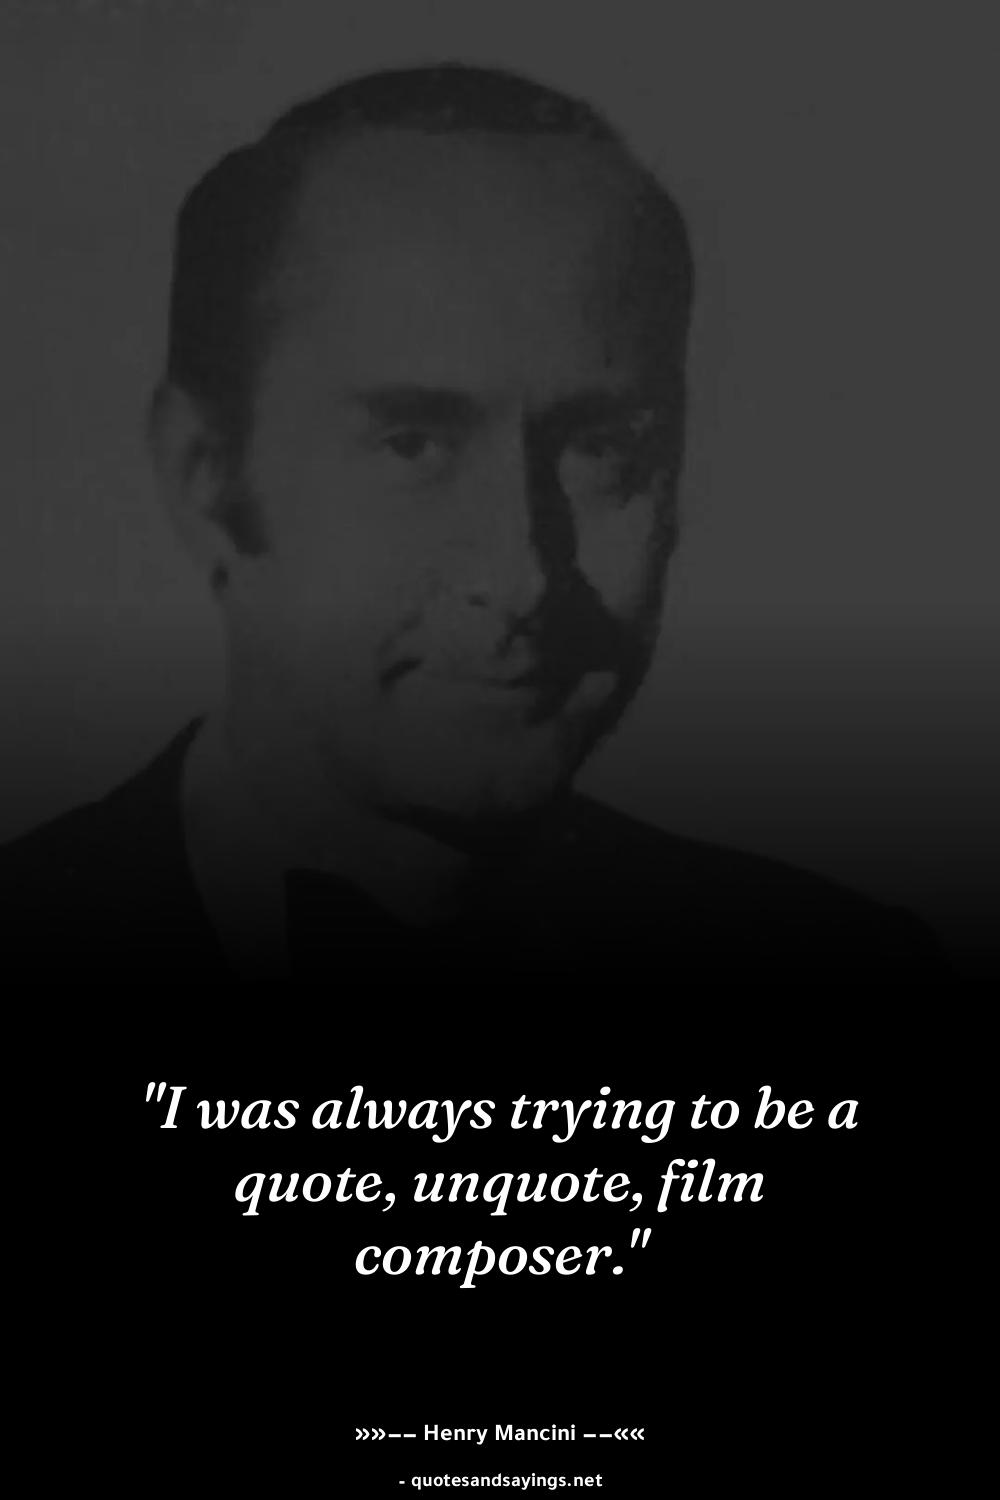 "I was always trying to be a
quote, unquote, film
composer."
»»−− Henry Mancini −−««
- quotesandsayings.net